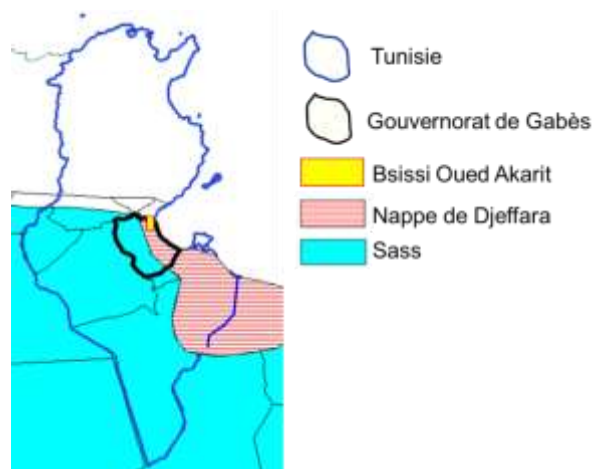 Tunisie
Gouvernorat de Gabès
Bsissi Oued Akarit
Nappe de Djeffara
Sass